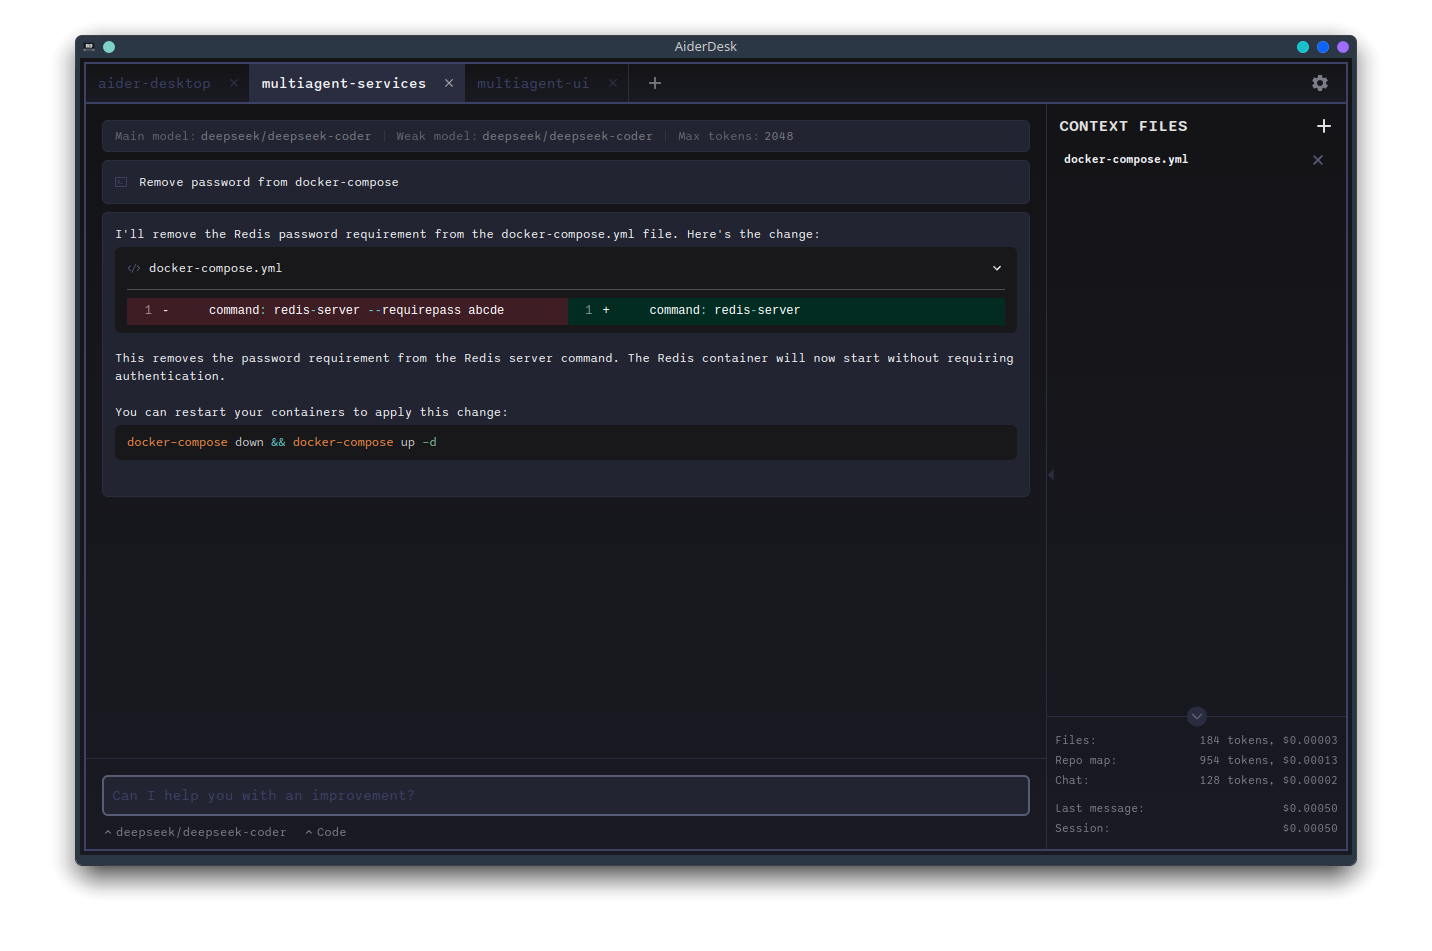 AiderDesk
aider-desktop
multiagent-services
multiagent-ui
Main model: deepseek/deepseek-coder | Weak model: deepseek/deepseek-coder | Max tokens: 2048
Remove password from docker-compose
I'll remove the Redis password requirement from the docker-compose.yml file. Here's the change:
docker-compose.yml
1 - command: redis-server --requirepass abcde
1 + command: redis-server
This removes the password requirement from the Redis server command. The Redis container will now start without requiring
authentication.
You can restart your containers to apply this change:
docker-compose down && docker-compose up -d
Can I help you with an improvement?
deepseek/deepseek-coder
Code
CONTEXT FILES
docker-compose.yml
Files: 184 tokens, $0.00003
Repo map: 954 tokens, $0.00013
Chat: 128 tokens, $0.00002
Last message: $0.00050
Session: $0.00050